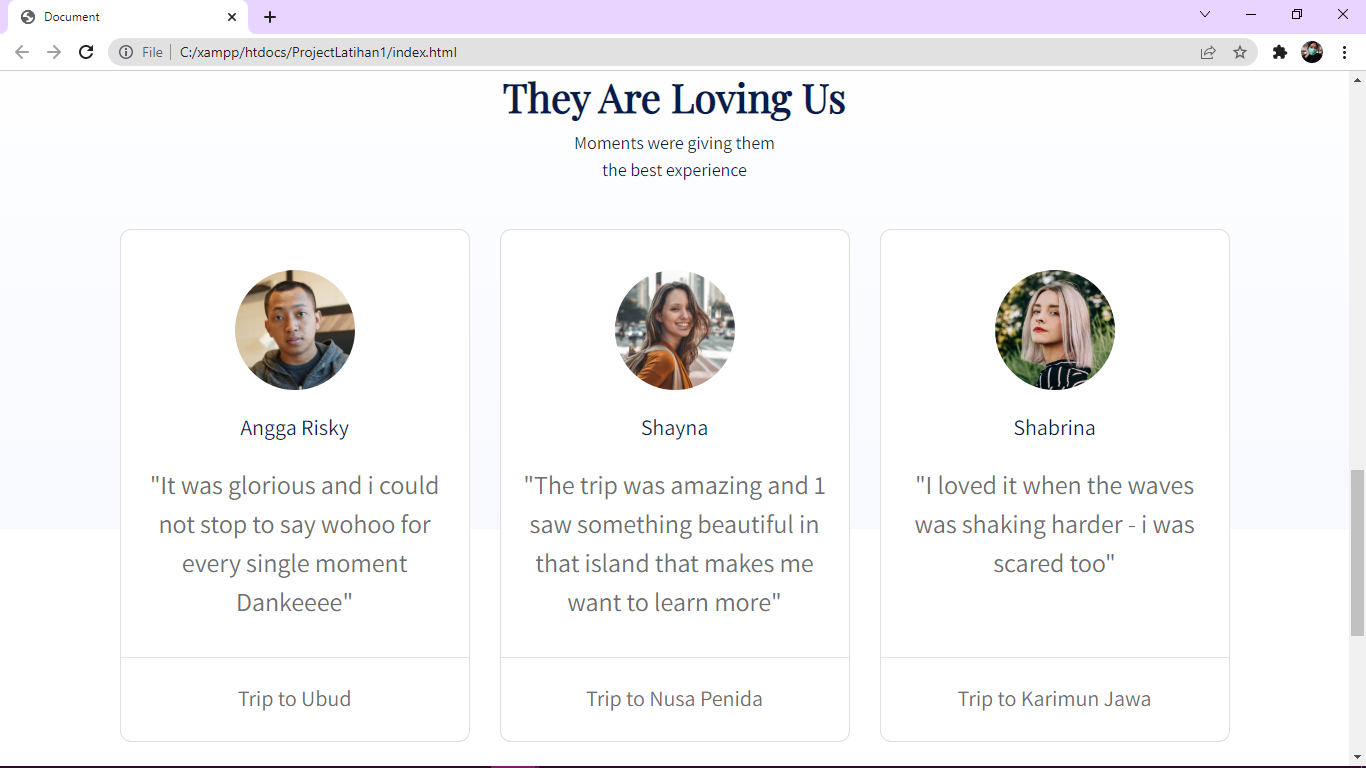 Document
File
C:/xampp/htdocs/ProjectLatihan1/index.html
They Are Loving Us
Moments were giving them
the best experience
Angga Risky
"It was glorious and i could
not stop to say wohoo for
every single moment
Dankeeee"
Trip to Ubud
Shayna
"The trip was amazing and 1
saw something beautiful in
that island that makes me
want to learn more"
Trip to Nusa Penida
Shabrina
"I loved it when the waves
was shaking harder - i was
scared too"
Trip to Karimun Jawa